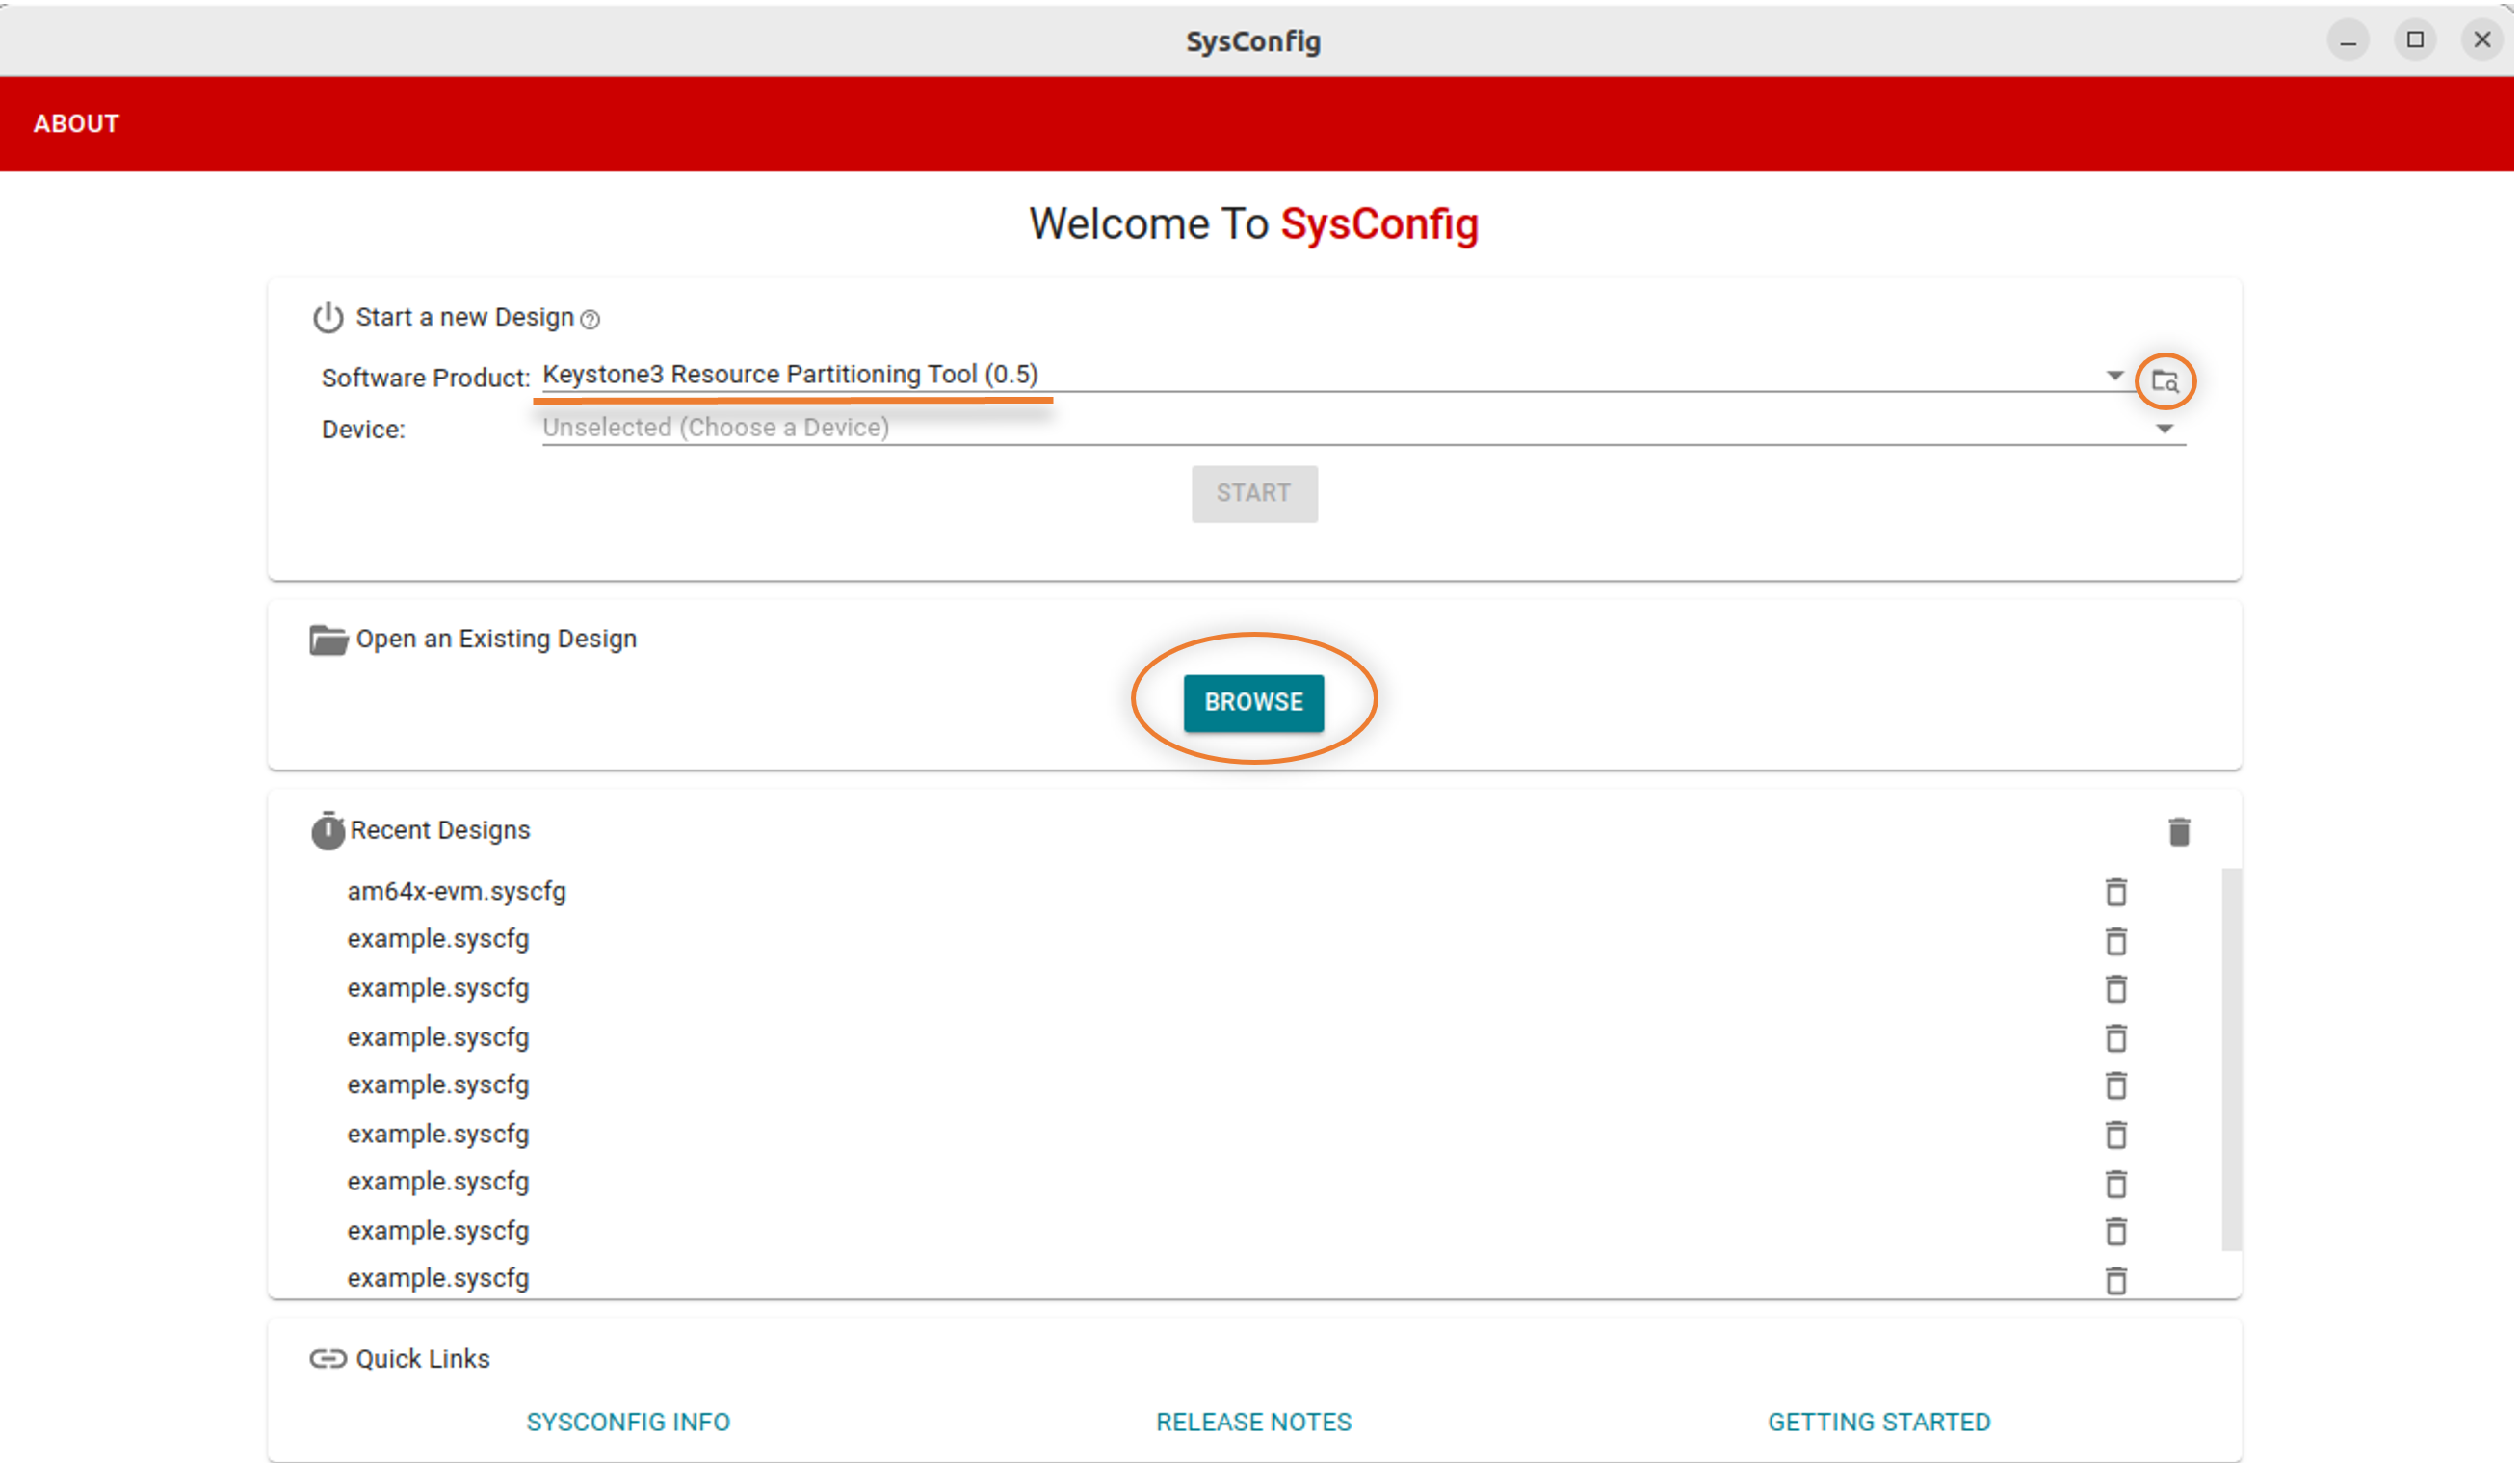 SysConfig
ABOUT
Welcome To SysConfig
Start a new Design
Software Product: Keystone3 Resource Partitioning Tool (0.5)
Device: Unselected (Choose a Device)
START
Open an Existing Design
BROWSE
Recent Designs
am64x-evm.syscfg
example.syscfg
example.syscfg
example.syscfg
example.syscfg
example.syscfg
example.syscfg
example.syscfg
example.syscfg
Quick Links
SYSCONFIG INFO RELEASE NOTES GETTING STARTED